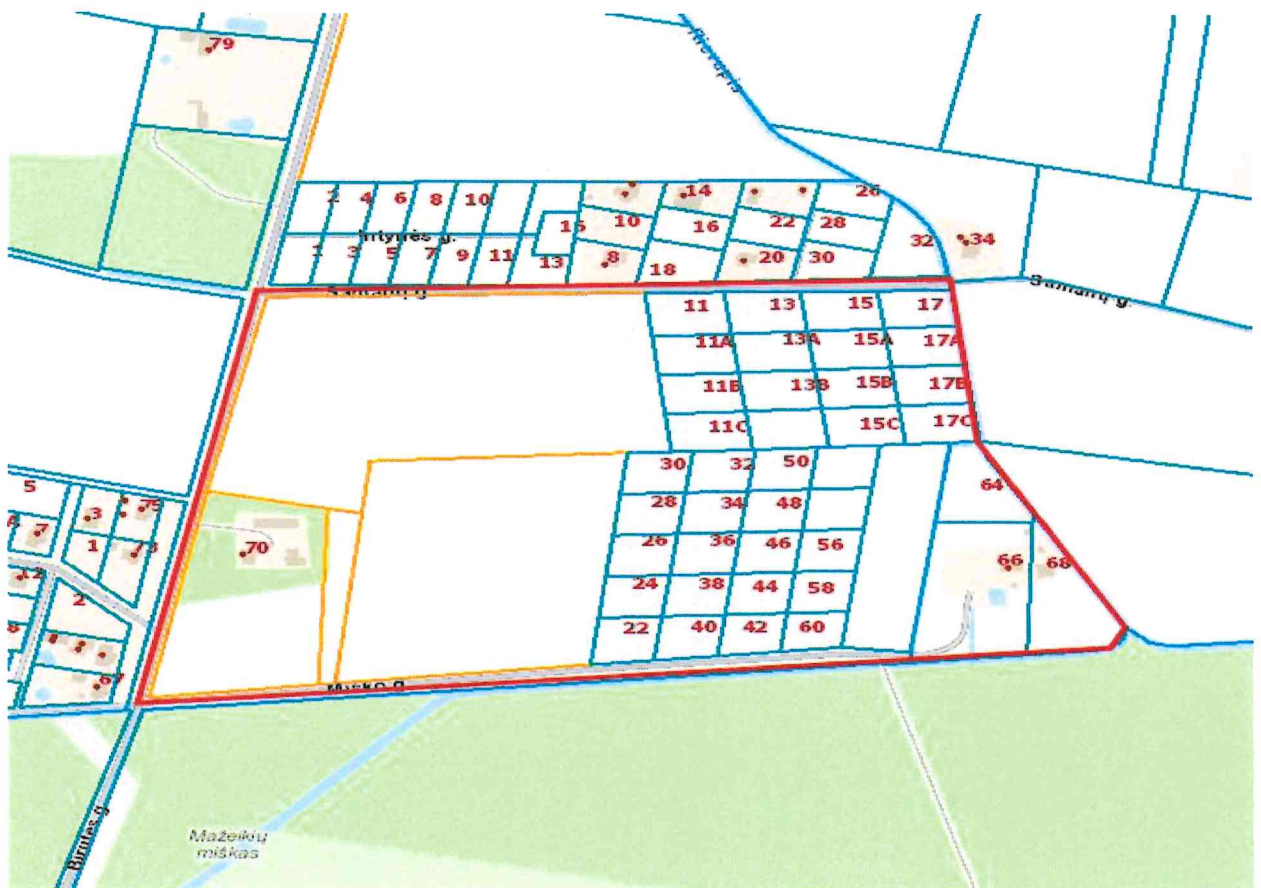 79
2 4 6 8 10
14
26
10 16 22 28
15
32 34
Intynės g.
1 3 5 7 9 11 13
8 18 20 30
11 13 15 17
11A 13A 15A 17A
11B 13B 15B 17B
11C 15C 17C
30 32 50
28 34 48
26 36 46 56
24 38 44 58
22 40 42 60
64
66 68
70
5
3 75
7 1 73
12 2
67
Miško g.
Birutės g.
Mažeikių
miškas